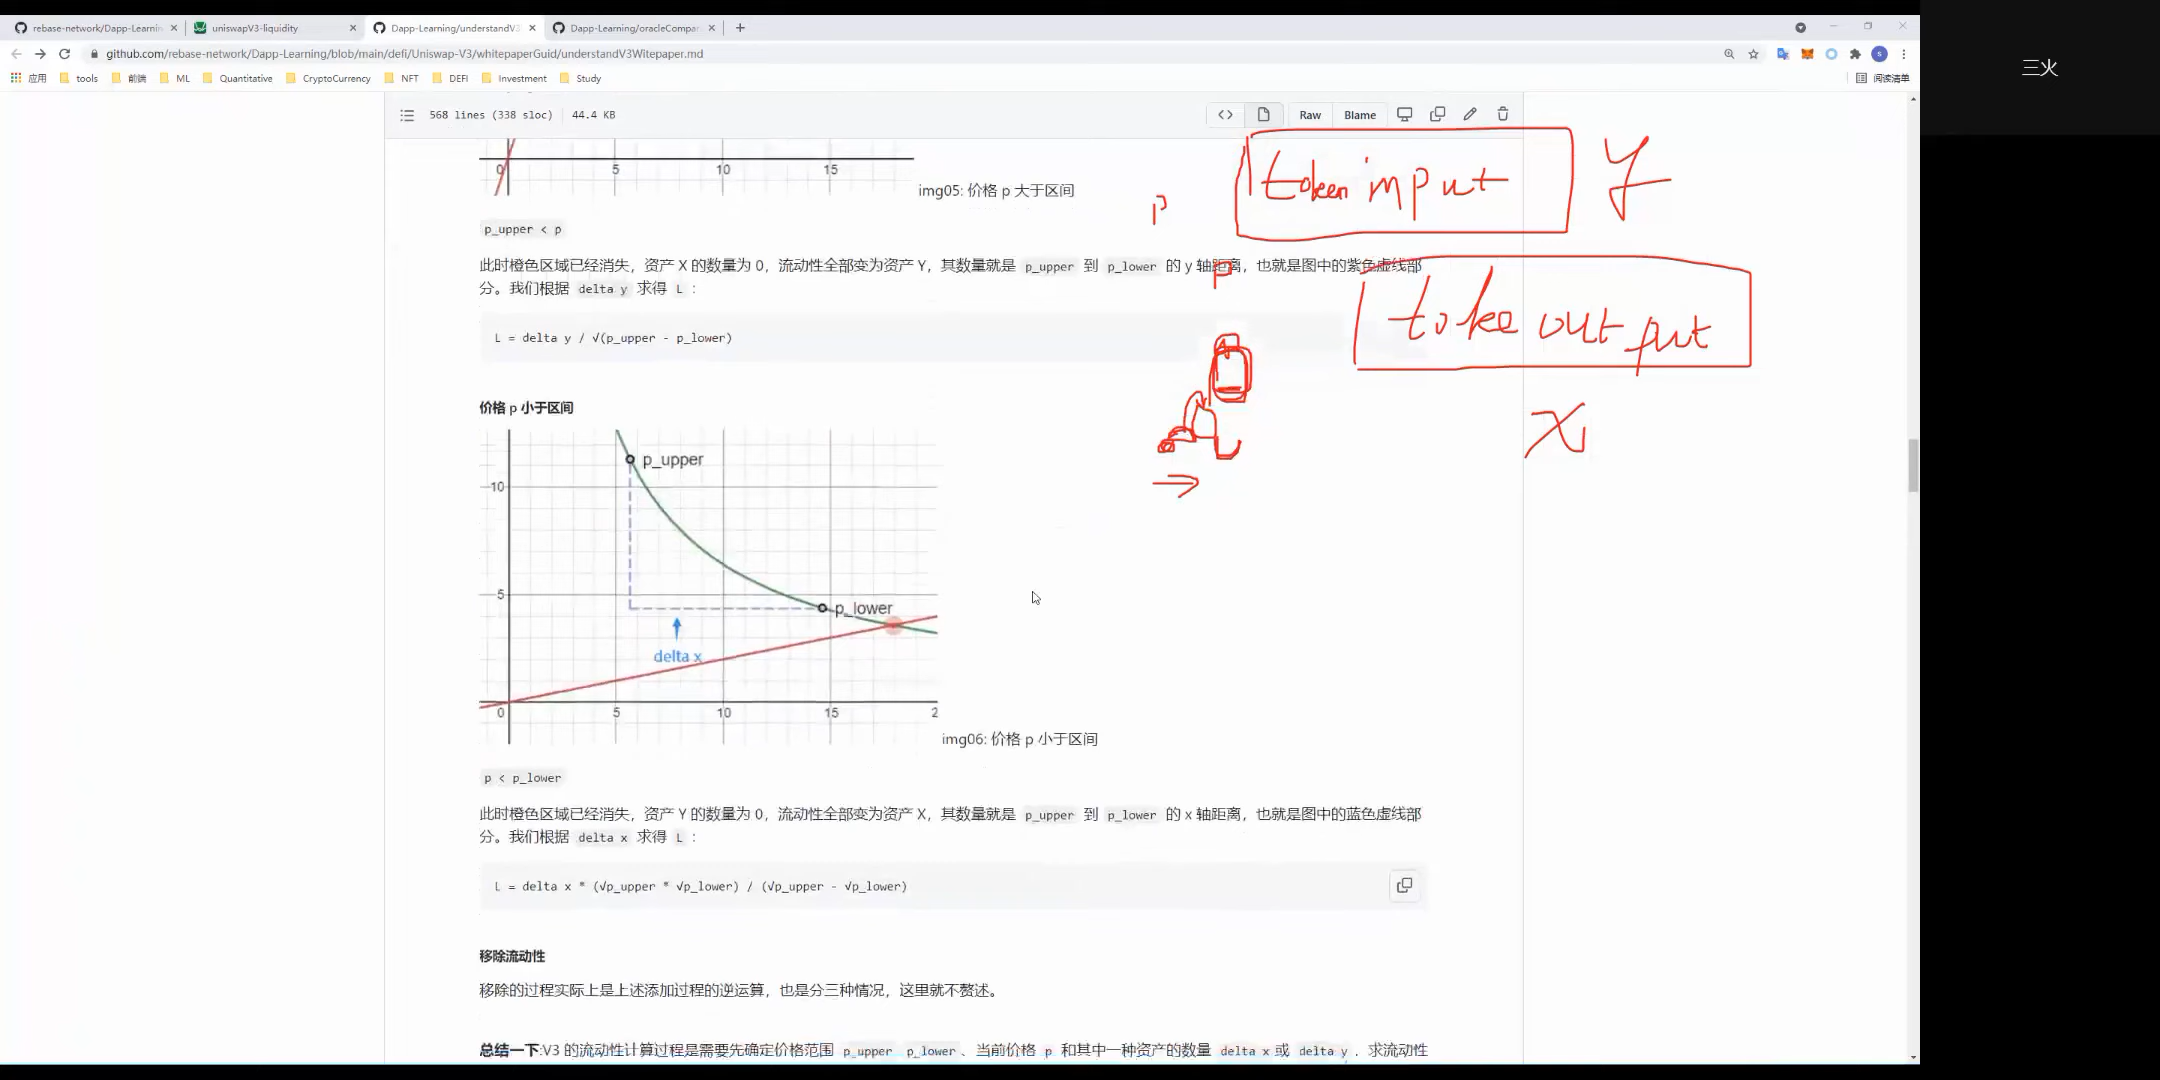 rebase-network/Dapp-Learnin
uniswapV3-liquidity
Dapp-Learning/understandV3
Dapp-Learning/oracleCompar
github.com/rebase-network/Dapp-Learning/blob/main/defi/Uniswap-V3/whitepaperGuid/understandV3Witepaper.md
应用 tools 前端 ML Quantitative CryptoCurrency NFT DEFI Investment Study 阅读清单
三火
568 lines (338 sloc) 44.4 KB Raw Blame
0 5 10 15
img05: 价格 p 大于区间
token input Y
P
p_upper < p
此时橙色区域已经消失，资产 X 的数量为 0，流动性全部变为资产 Y，其数量就是 p_upper 到 p_lower 的 y 轴距离，也就是图中的紫色虚线部
分。我们根据 delta y 求得 L：
P
toke out put
X
L = delta y / √(p_upper - p_lower)
价格 p 小于区间
p_upper
10
5
p_lower
delta x
0 5 10 15 2
img06: 价格 p 小于区间
p < p_lower
此时橙色区域已经消失，资产 Y 的数量为 0，流动性全部变为资产 X，其数量就是 p_upper 到 p_lower 的 x 轴距离，也就是图中的蓝色虚线部
分。我们根据 delta x 求得 L：
L = delta x * (√p_upper * √p_lower) / (√p_upper - √p_lower)
移除流动性
移除的过程实际上是上述添加过程的逆运算，也是分三种情况，这里就不赘述。
总结一下:V3 的流动性计算过程是需要先确定价格范围 p_upper p_lower、当前价格 p 和其中一种资产的数量 delta x 或 delta y．求流动性